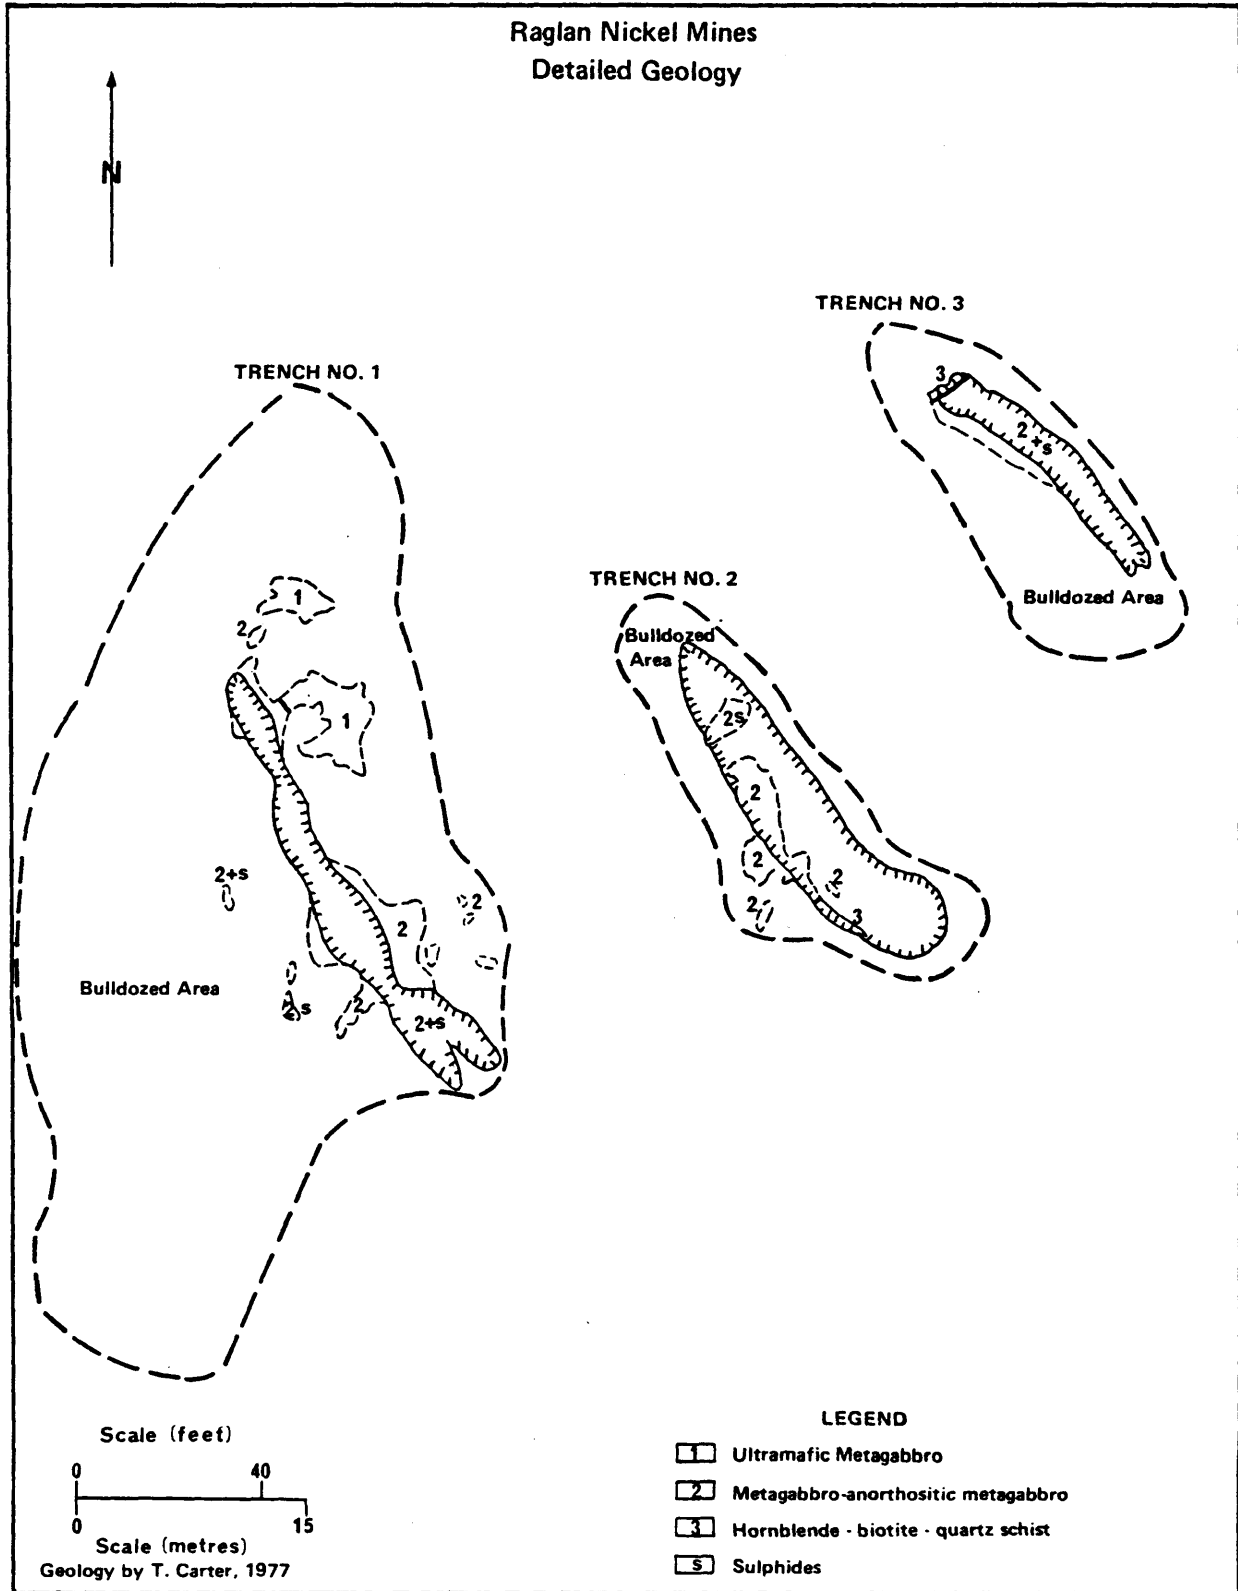 Raglan Nickel Mines
Detailed Geology
N
TRENCH NO. 3
3
2+s
Bulldozed Area
TRENCH NO. 1
1
2
1
2+s
2
2
Bulldozed Area
2s
2
2+s
TRENCH NO. 2
Bulldozed
Area
2s
2
2
2
2
3
Scale (feet)
0 40
0 15
Scale (metres)
Geology by T. Carter, 1977
LEGEND
1 Ultramafic Metagabbro
2 Metagabbro-anorthositic metagabbro
3 Hornblende - biotite - quartz schist
S Sulphides